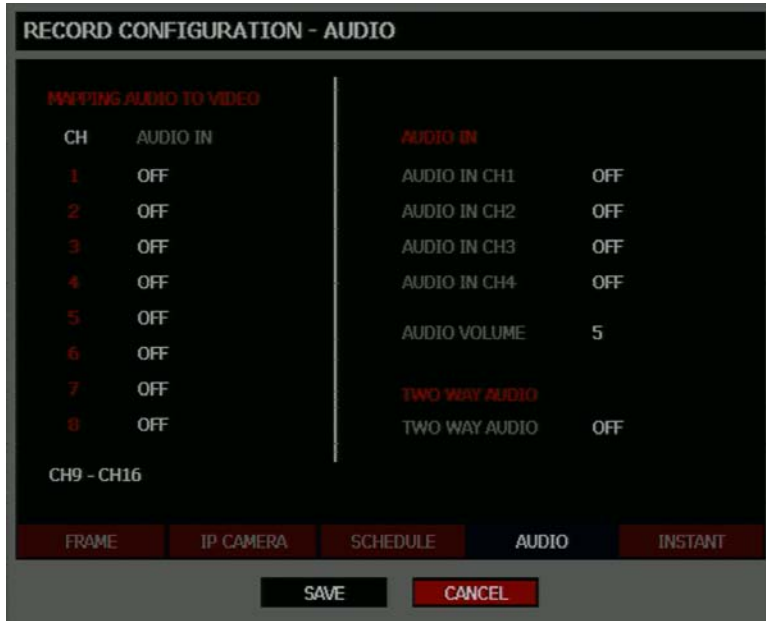 RECORD CONFIGURATION - AUDIO
MAPPING AUDIO TO VIDEO
CH AUDIO IN
1 OFF
2 OFF
3 OFF
4 OFF
5 OFF
6 OFF
7 OFF
8 OFF
CH9 - CH16
AUDIO IN
AUDIO IN CH1 OFF
AUDIO IN CH2 OFF
AUDIO IN CH3 OFF
AUDIO IN CH4 OFF
AUDIO VOLUME 5
TWO WAY AUDIO
TWO WAY AUDIO OFF
FRAME IP CAMERA SCHEDULE AUDIO INSTANT
SAVE CANCEL